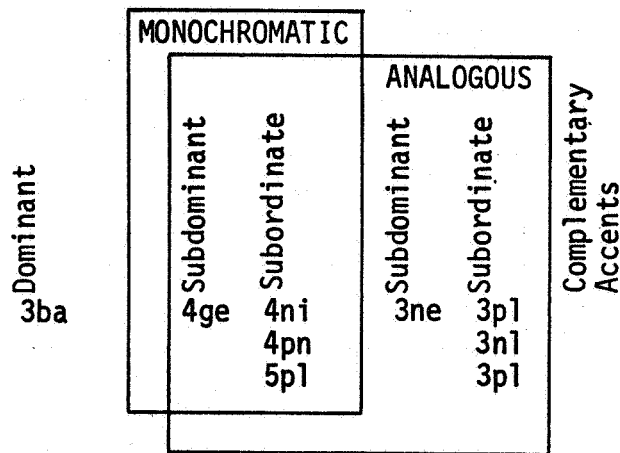 MONOCHROMATIC
ANALOGOUS
Dominant
Subdominant
Subordinate
Subdominant
Subordinate
Complementary
Accents
3ba 4ge 4ni 3ne 3pl
4pn 3nl
5pl 3pl